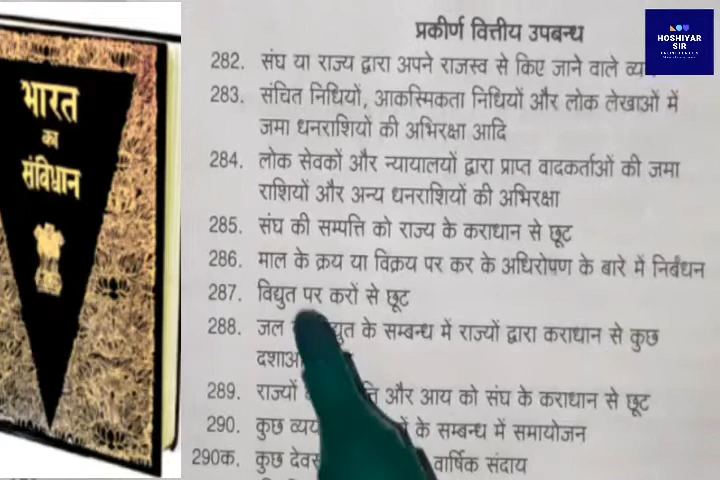 भारत
का
संविधान
HOSHIYAR
SIR
प्रकीर्ण वित्तीय उपबन्ध
282. संघ या राज्य द्वारा अपने राजस्व से किए जाने वाले
283. संचित निधियों, आकस्मिकता निधियों और लोक लेखाओं में
जमा धनराशियों की अभिरक्षा आदि
284. लोक सेवकों और न्यायालयों द्वारा प्राप्त वादकर्ताओं की जमा
राशियों और अन्य धनराशियों की अभिरक्षा
285. संघ की सम्पत्ति को राज्य के कराधान से छूट
286. माल के क्रय या विक्रय पर कर के अधिरोपण के बारे में निर्बंधन
287. विद्युत पर करों से छूट
288. जल के सम्बन्ध में राज्यों द्वारा कराधान से कुछ
289. राज्यों और आय को संघ के कराधान से छूट
290. कुछ के सम्बन्ध में समायोजन
290क. कुछ वार्षिक संदाय